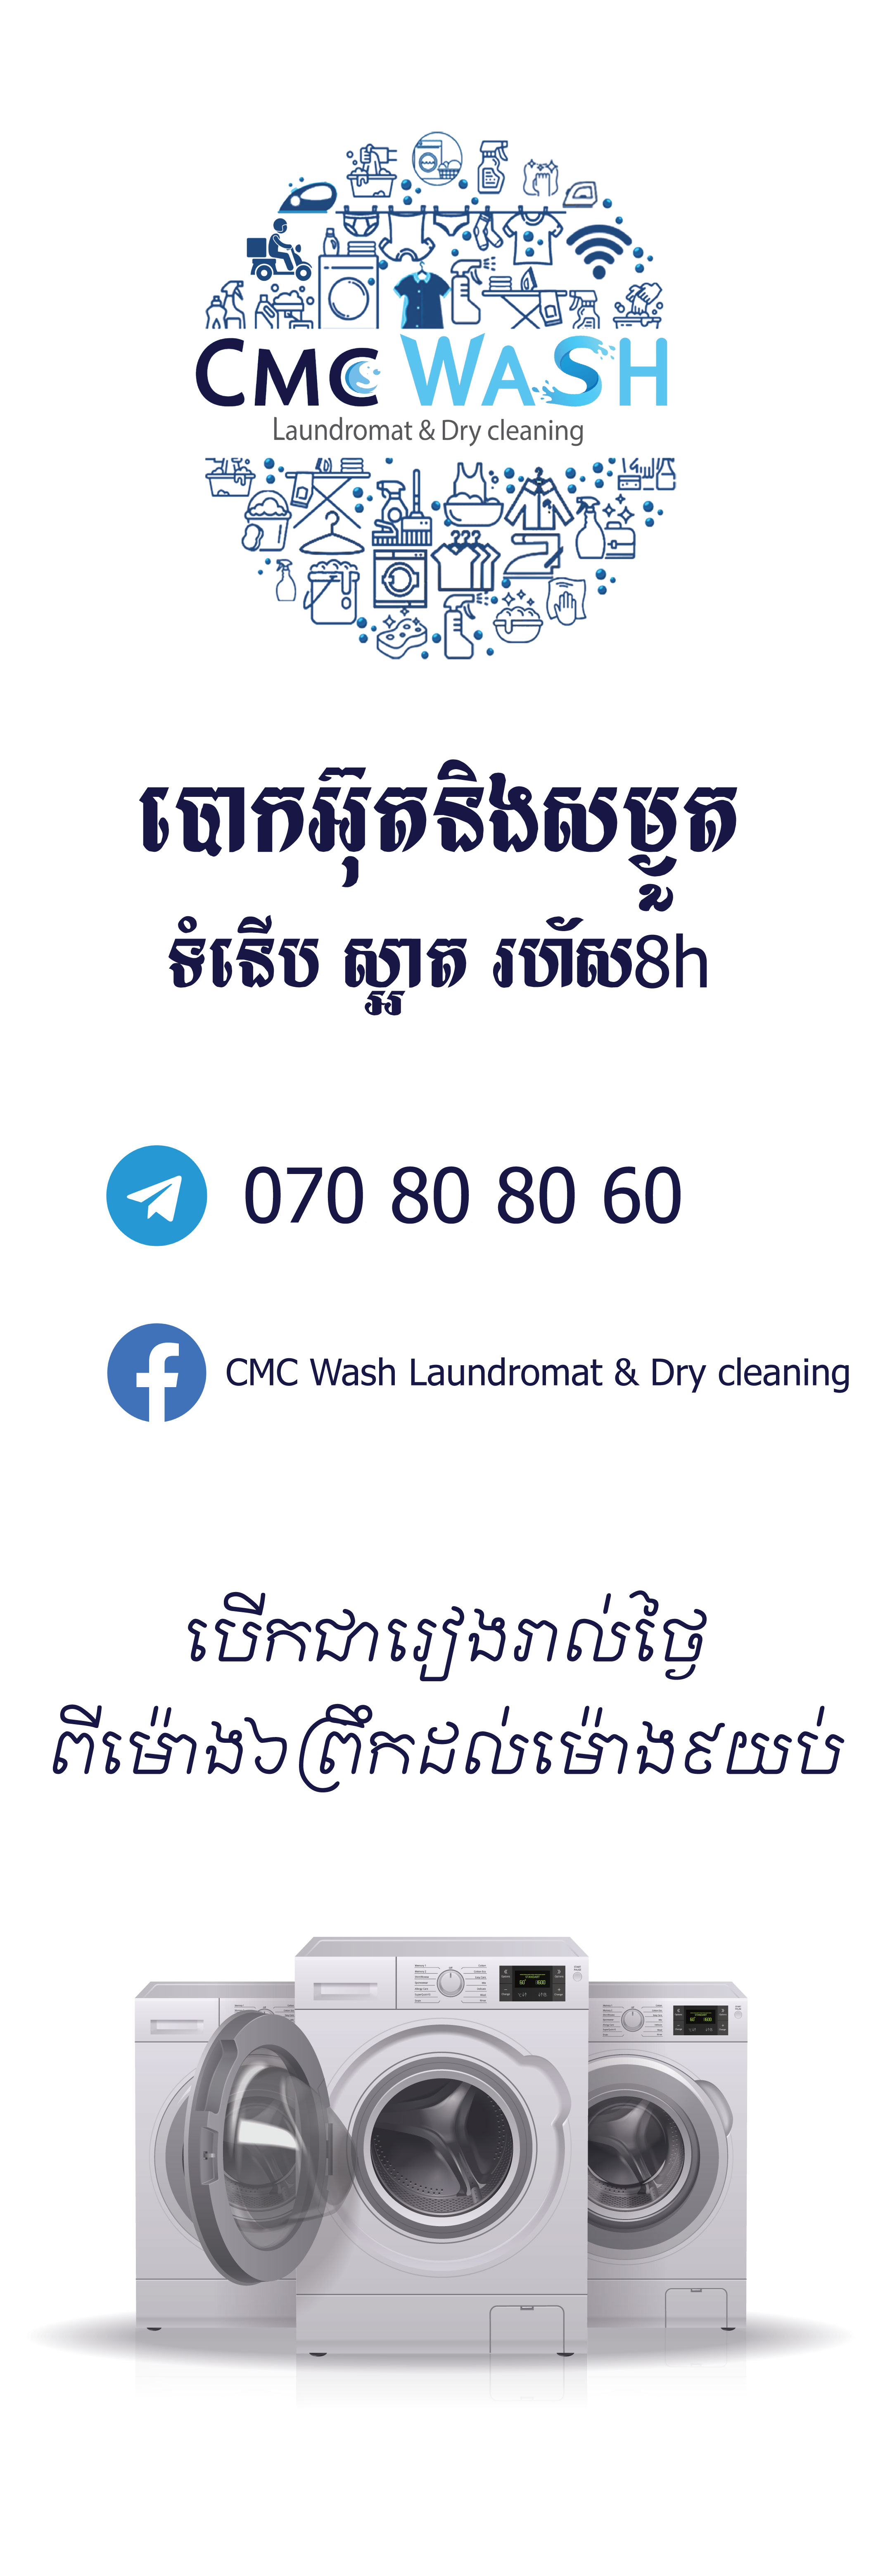 CMC WASH
Laundromat & Dry cleaning
បោកអ៊ុតនិងសម្ងួត
ទំនើប ស្អាត រហ័ស8h
070 80 80 60
CMC Wash Laundromat & Dry cleaning
បើកជារៀងរាល់ថ្ងៃ
ពីម៉ោង៦ព្រឹកដល់ម៉ោង៩យប់